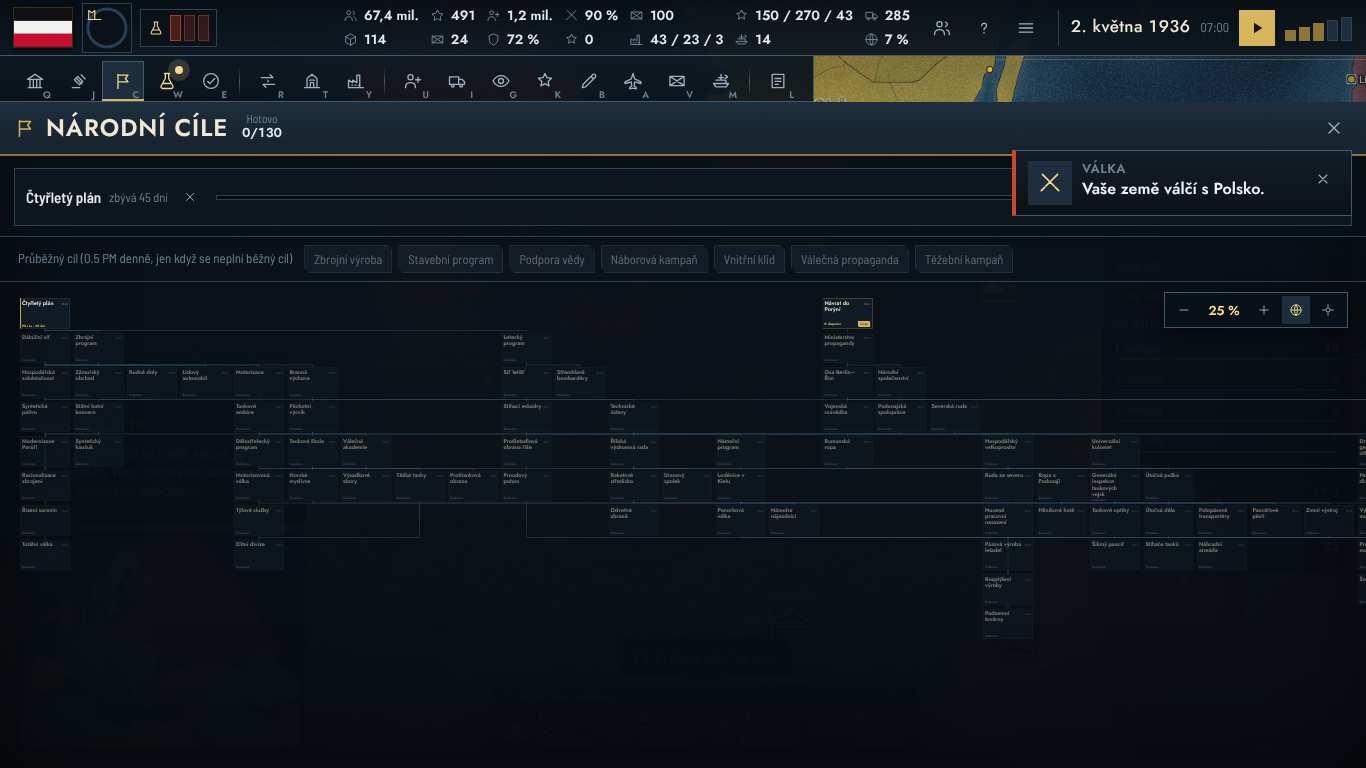 67,4 mil. 491 1,2 mil. 90 % 100 150 / 270 / 43 285
114 24 72 % 0 43 / 23 / 3 14 7 %
? 2. května 1936 07:00
Q J C W E R T Y U I G K B A V M L
NÁRODNÍ CÍLE Hotovo 0/130
VÁLKA
Vaše země válčí s Polsko.
Čtyřletý plán zbývá 45 dní
Průběžný cíl (0.5 PM denně, jen když se neplní běžný cíl) Zbrojní výroba Stavební program Podpora vědy Náborová kampaň Vnitřní klid Válečná propaganda Těžební kampaň
25 %
Čtyřletý plán Návrat do Porýní
Dálniční síť Zbrojní program Letecký program Ministerstvo propagandy
Hospodářská soběstačnost Zámořský obchod Rudné doly Lidový automobil Motorizace Branná výchova Síť letišť Střemhlavé bombardéry Osa Berlín–Řím Národní společenství
Syntetické palivo Státní hutní koncern Tankové ambice Pěchotní výcvik Stíhací eskadry Technické ústavy Vojenská rozvědka Podunajská spolupráce Severská ruda
Modernizace Porúří Syntetický kaučuk Dělostřelecký program Tanková škola Válečná akademie Protiletadlová obrana říše Říšská výzkumná rada Námořní program Rumunská ropa Hospodářský velkoprostor Univerzální kulomet
Racionalizace zbrojení Motorizovaná válka Horské myslivce Výsadkové sbory Těžké tanky Protitanková obrana Proudový pohon Raketové středisko Uranový spolek Loděnice v Kielu Ruda ze severu Ropa z Podunají Generální inspekce tankových vojsk Útočná puška
Řízení surovin Týlové služby Odvetné zbraně Ponorková válka Námořní nájezdníci Nucené pracovní nasazení Hliníkové hutě Tankové optiky Útočná děla Polopásové transportéry Pancéřové pěsti Zimní výstroj
Totální válka Elitní divize Pásová výroba letadel Šikmý pancíř Stíhače tanků Náhradní armáda
Rozptýlení výroby
Podzemní továrny